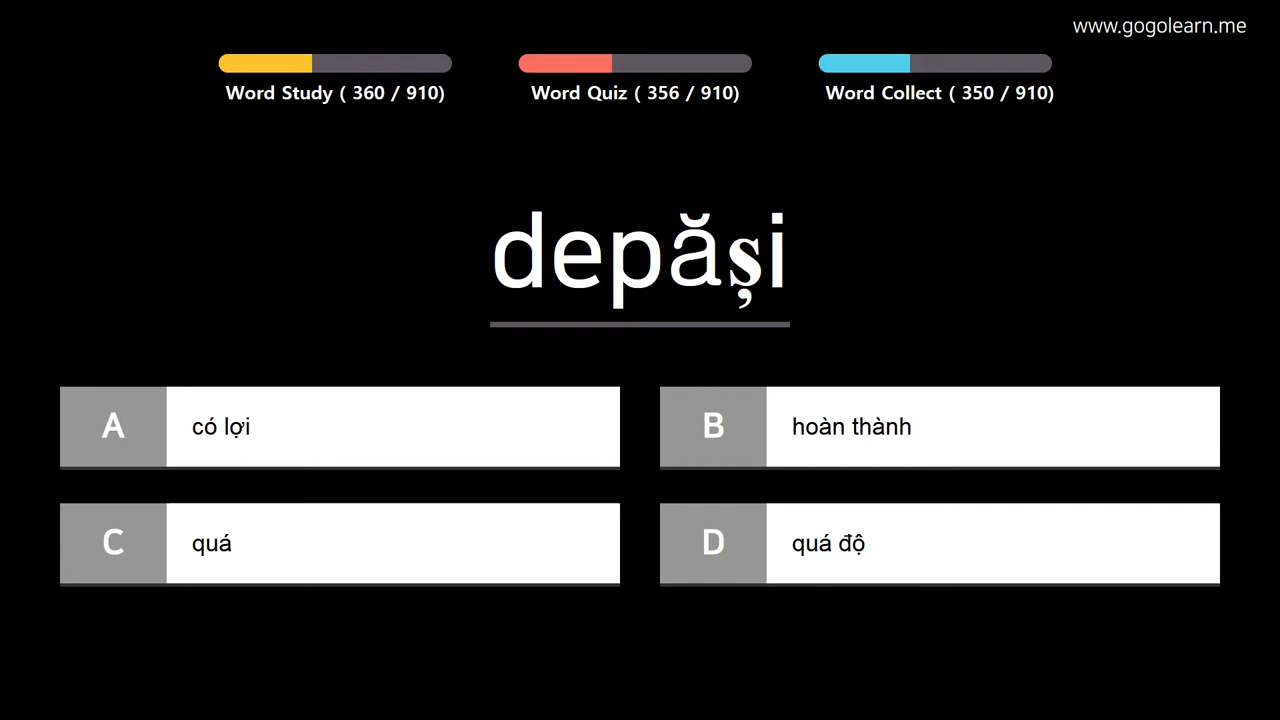 www.gogolearn.me
Word Study ( 360 / 910)
Word Quiz ( 356 / 910)
Word Collect ( 350 / 910)
depăși
A có lợi
B hoàn thành
C quá
D quá độ